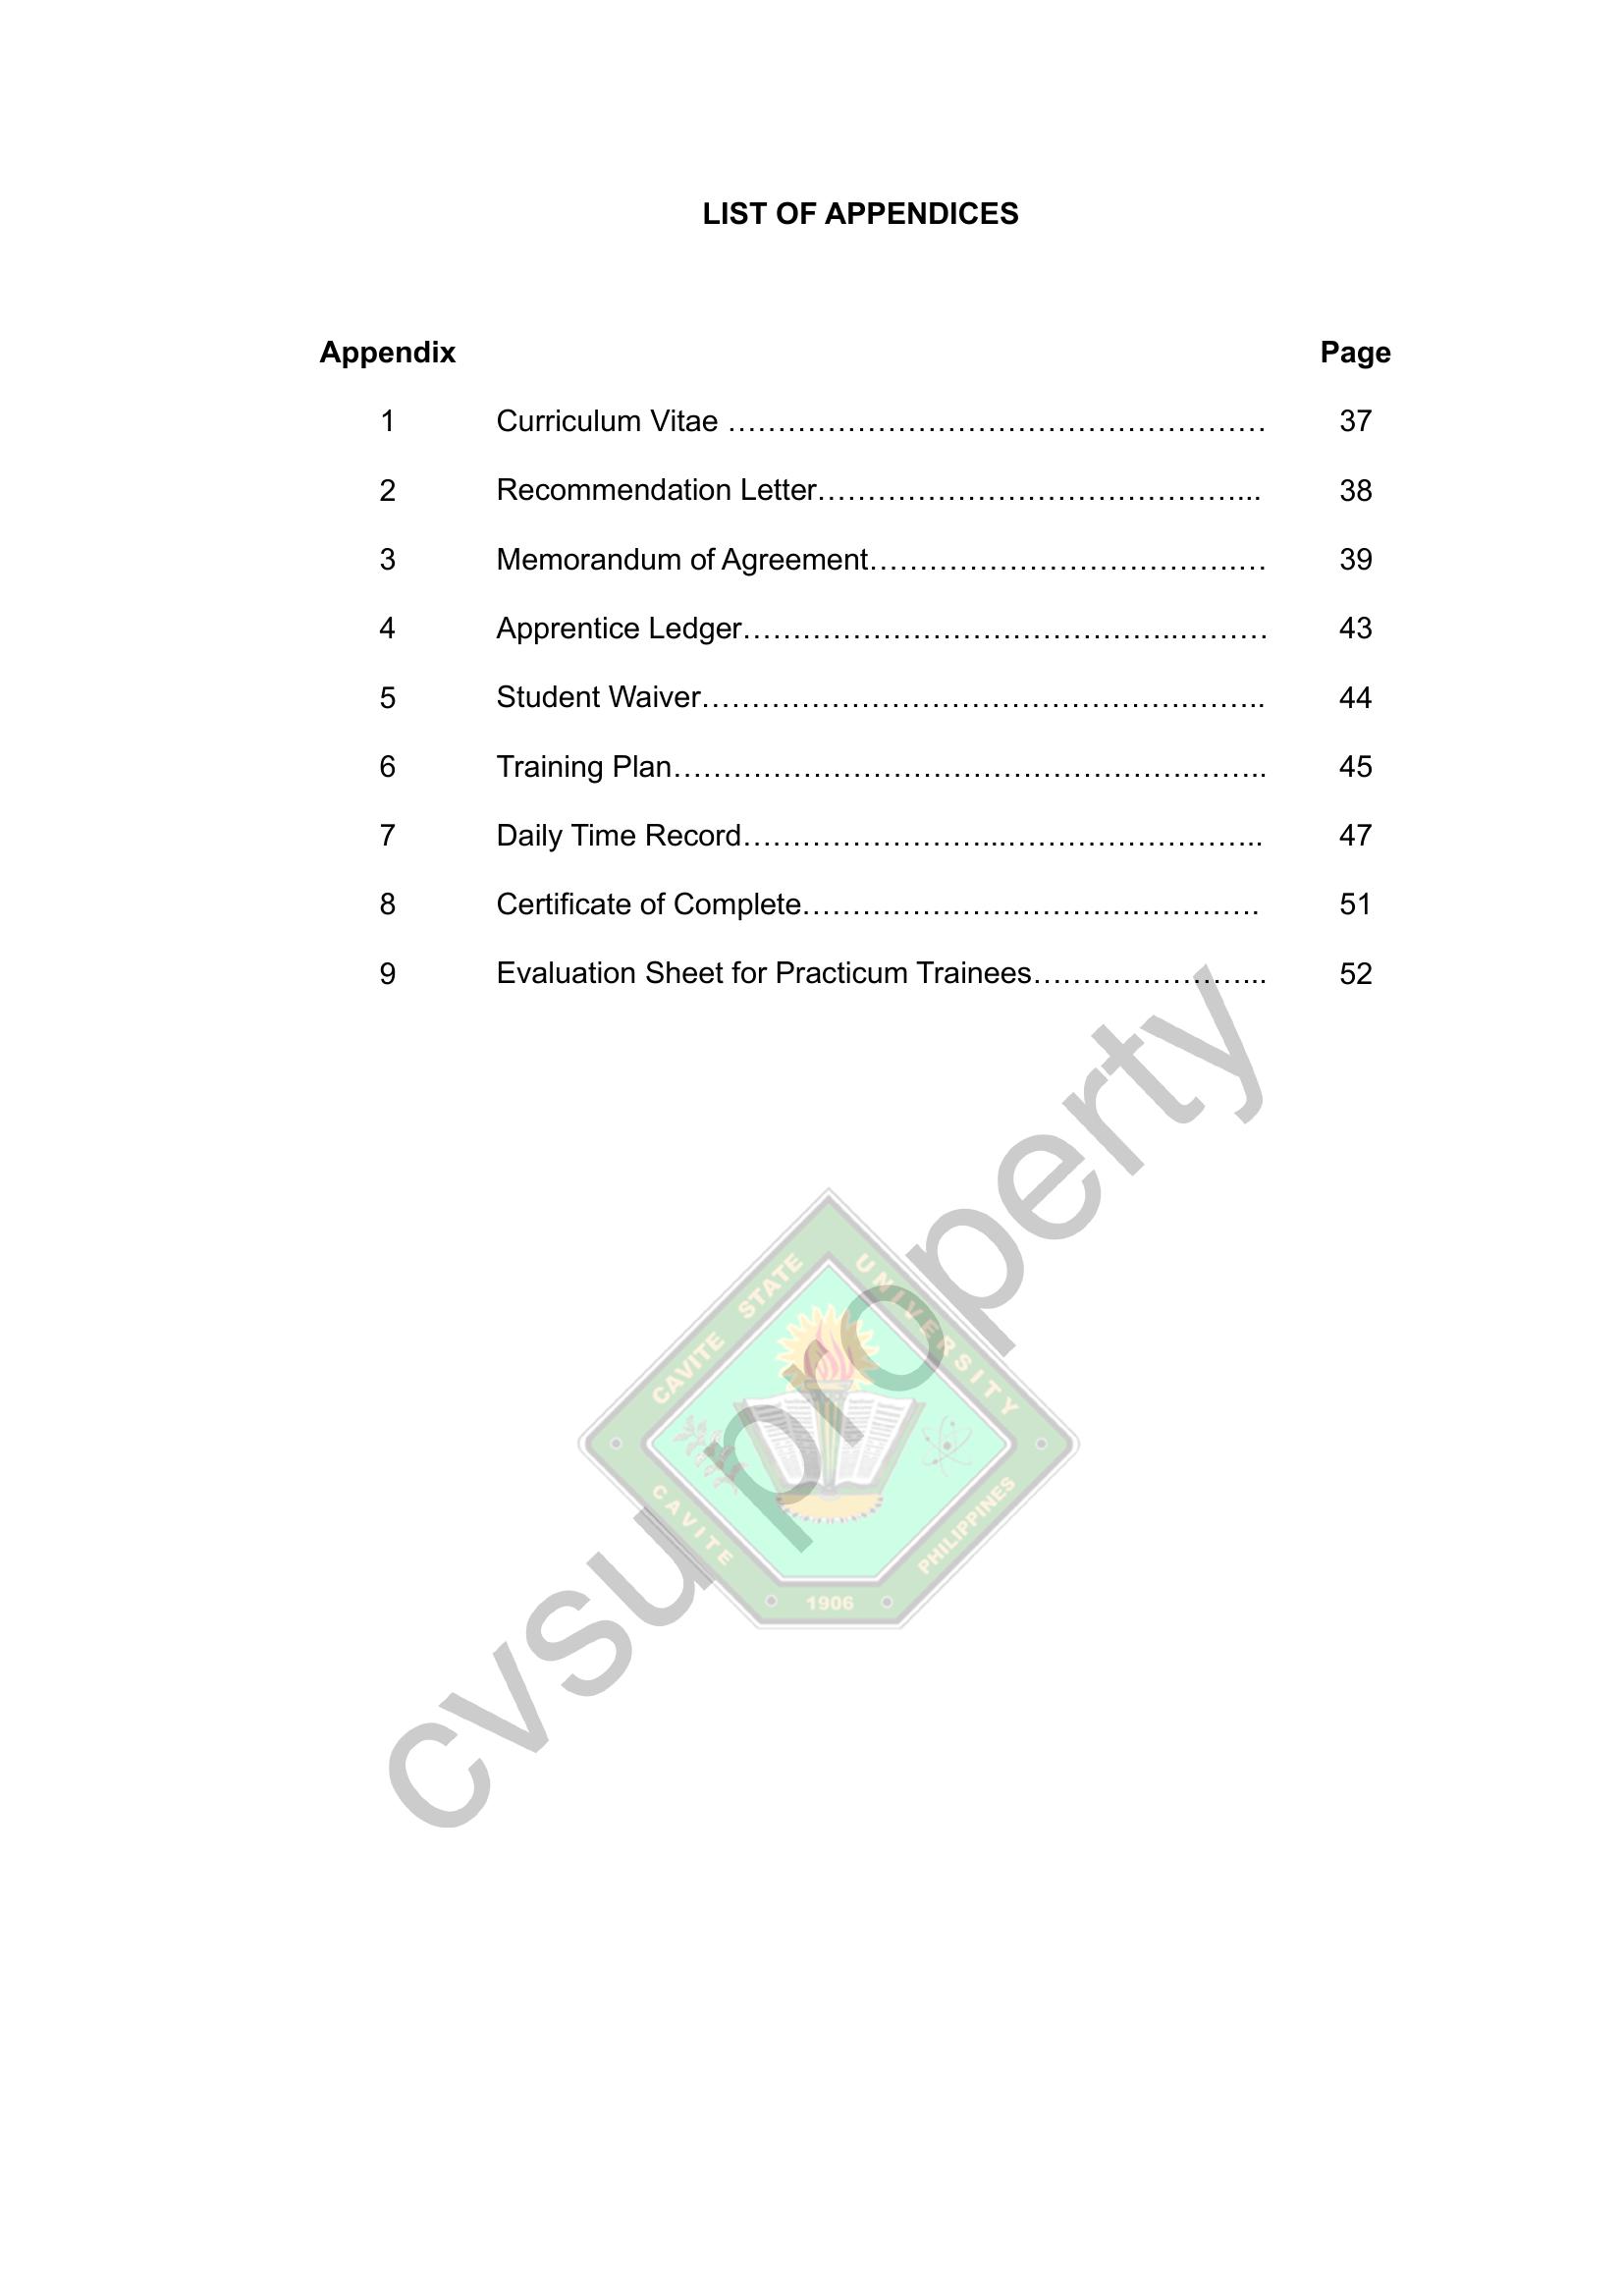 LIST OF APPENDICES
Appendix Page
1 Curriculum Vitae ……………………………………………… 37
2 Recommendation Letter……………………………………... 38
3 Memorandum of Agreement……………………………….… 39
4 Apprentice Ledger……………………………………..……… 43
5 Student Waiver……………………………………………….. 44
6 Training Plan…………………………………………….…….. 45
7 Daily Time Record……………………...…………………….. 47
8 Certificate of Complete………………………………………. 51
9 Evaluation Sheet for Practicum Trainees…………………... 52
cvsu property
CAVITE STATE UNIVERSITY
CAVITE PHILIPPINES
1906